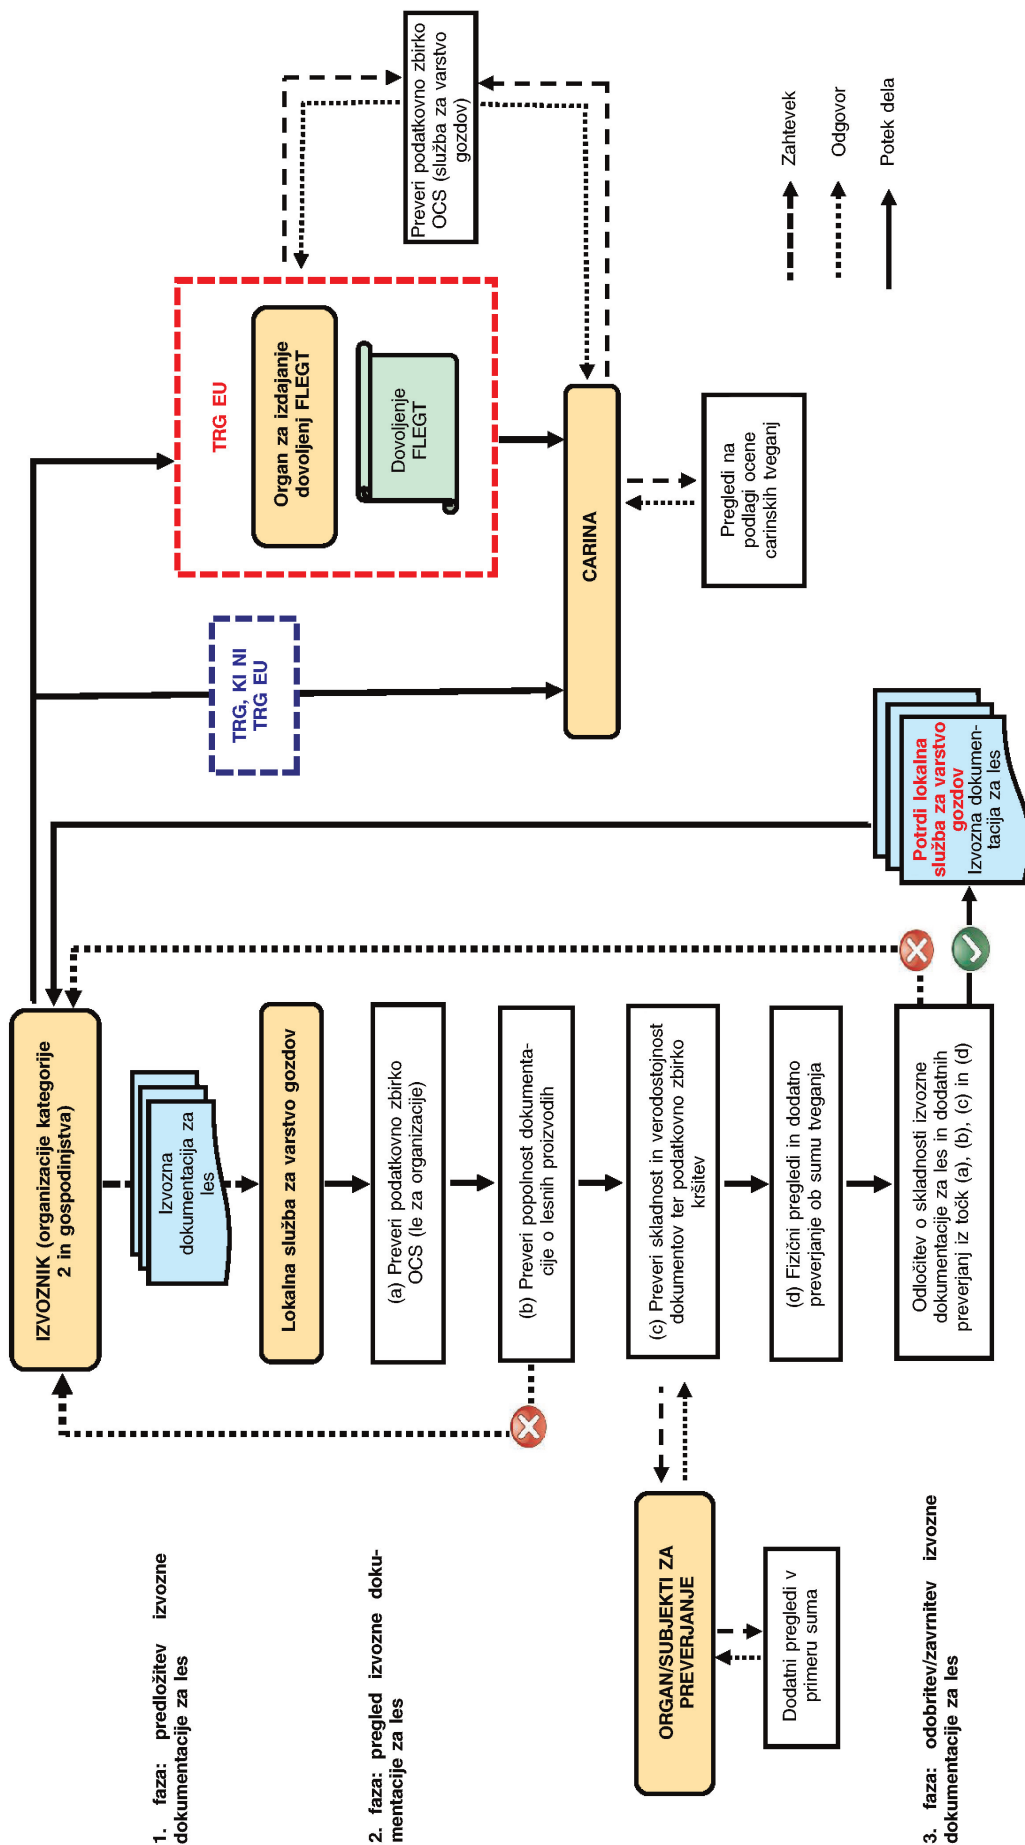 1. faza: predložitev izvozne
dokumentacije za les
2. faza: pregled izvozne doku-
mentacije za les
3. faza: odobritev/zavrnitev izvozne
dokumentacije za les
IZVOZNIK (organizacije kategorije
2 in gospodinjstva)
Izvozna
dokumentacija za
les
Lokalna služba za varstvo gozdov
(a) Preveri podatkovno zbirko
OCS (le za organizacije)
(b) Preveri popolnost dokumenta-
cije o lesnih proizvodih
(c) Preveri skladnost in verodostojnost
dokumentov ter podatkovno zbirko
kršitev
(d) Fizični pregledi in dodatno
preverjanje ob sumu tveganja
Odločitev o skladnosti izvozne
dokumentacije za les in dodatnih
preverjanj iz točk (a), (b), (c) in (d)
ORGAN/SUBJEKTI ZA
PREVERJANJE
Dodatni pregledi v
primeru suma
Potrdi lokalna
služba za varstvo
gozdov
Izvozna dokumen-
tacija za les
TRG, KI NI
TRG EU
TRG EU
Organ za izdajanje
dovoljenj FLEGT
Dovoljenje
FLEGT
CARINA
Pregledi na
podlagi ocene
carinskih tveganj
Preveri podatkovno zbirko
OCS (služba za varstvo
gozdov)
Zahtevek
Odgovor
Potek dela